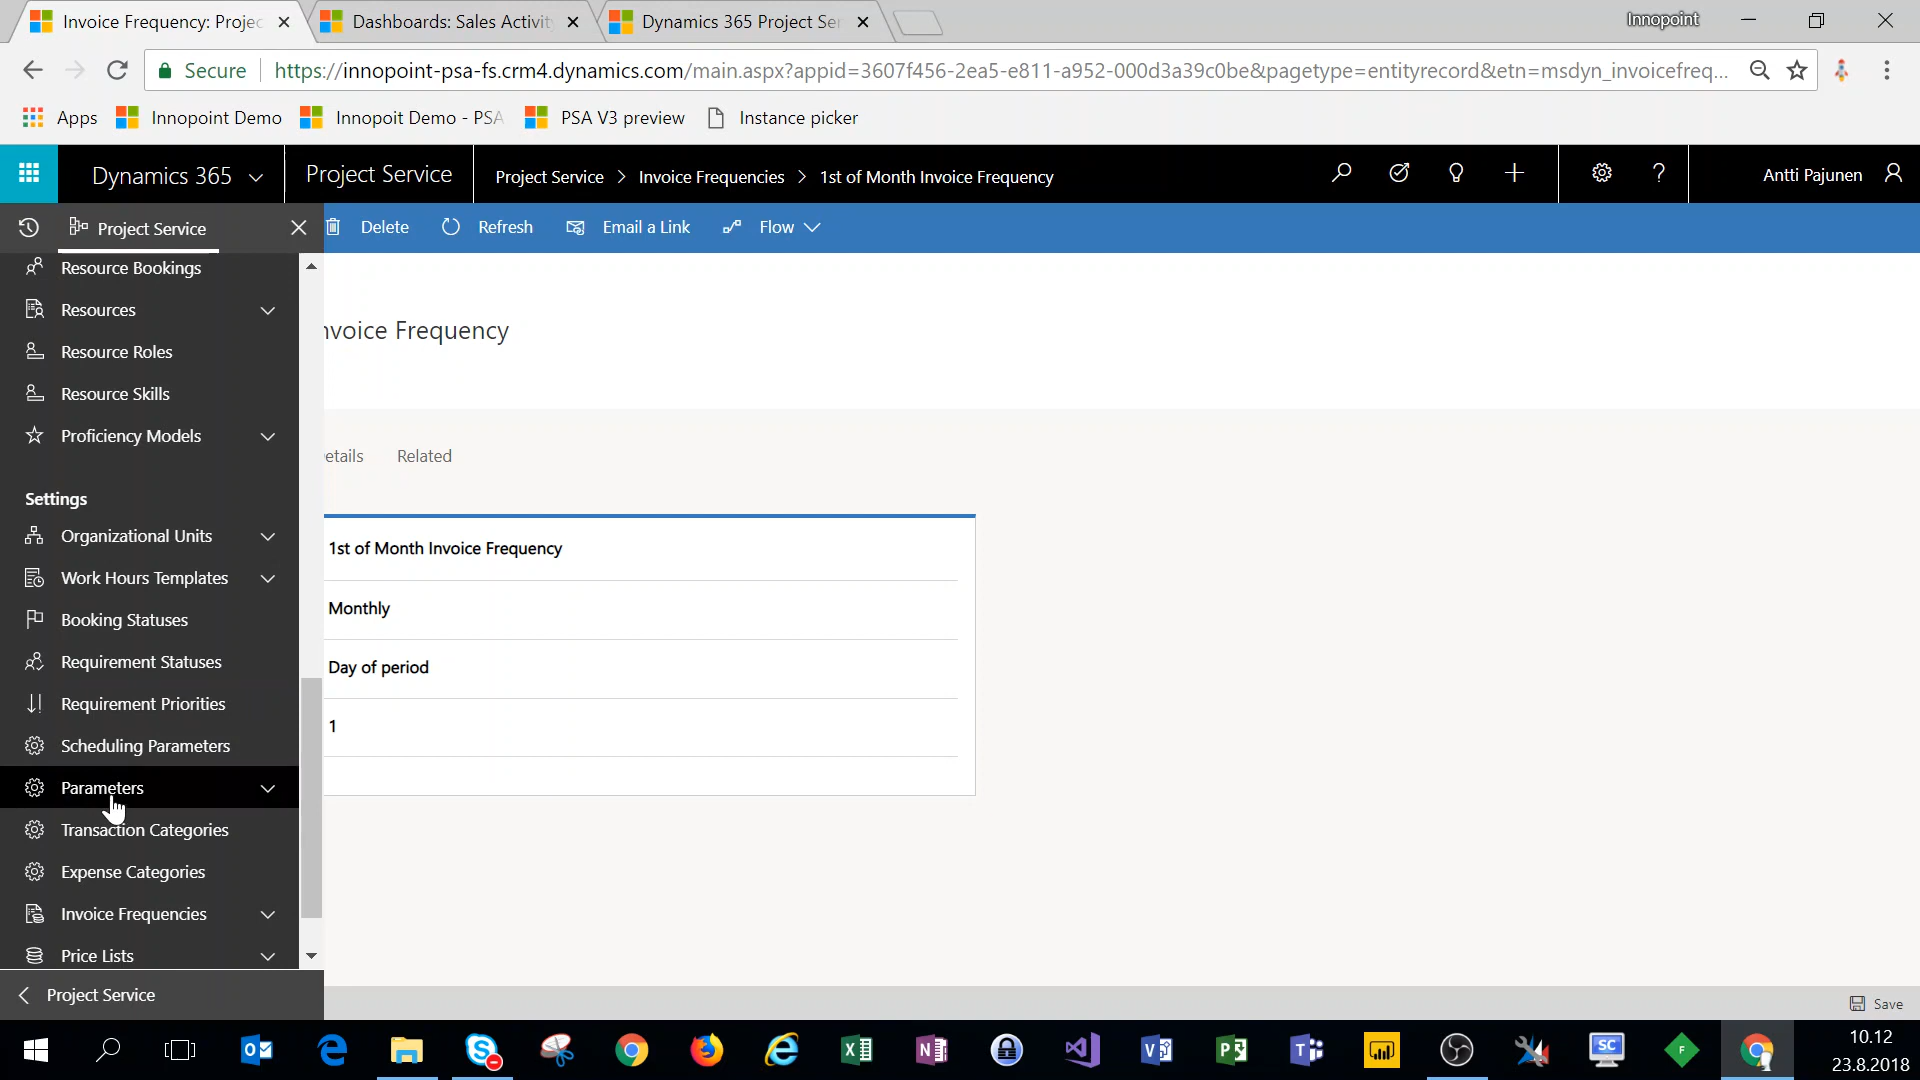 Invoice Frequency: Projec
Dashboards: Sales Activity
Dynamics 365 Project Ser
Innopoint
Secure
https://innopoint-psa-fs.crm4.dynamics.com/main.aspx?appid=3607f456-2ea5-e811-a952-000d3a39c0be&pagetype=entityrecord&etn=msdyn_invoicefreq...
Apps
Innopoint Demo
Innopoit Demo - PSA
PSA V3 preview
Instance picker
Dynamics 365
Project Service
Project Service > Invoice Frequencies > 1st of Month Invoice Frequency
Antti Pajunen
Project Service
Delete
Refresh
Email a Link
Flow
Resource Bookings
Resources
Resource Roles
Resource Skills
Proficiency Models
Settings
Organizational Units
Work Hours Templates
Booking Statuses
Requirement Statuses
Requirement Priorities
Scheduling Parameters
Parameters
Transaction Categories
Expense Categories
Invoice Frequencies
Price Lists
Project Service
nvoice Frequency
etails
Related
1st of Month Invoice Frequency
Monthly
Day of period
1
Save
10.12
23.8.2018